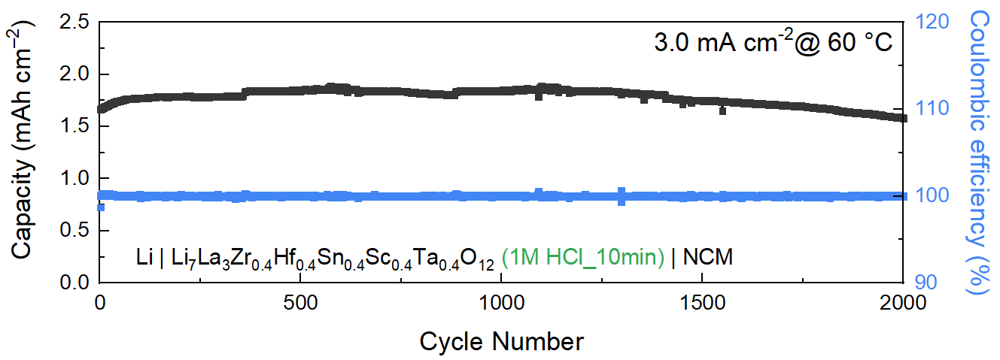 2.5
2.0
1.5
1.0
0.5
0.0
Capacity (mAh cm⁻²)
3.0 mA cm⁻²@ 60 °C
Li | Li₇La₃Zr₀.₄Hf₀.₄Sn₀.₄Sc₀.₄Ta₀.₄O₁₂ (1M HCl_10min) | NCM
120
110
100
90
Coulombic efficiency (%)
0 500 1000 1500 2000
Cycle Number